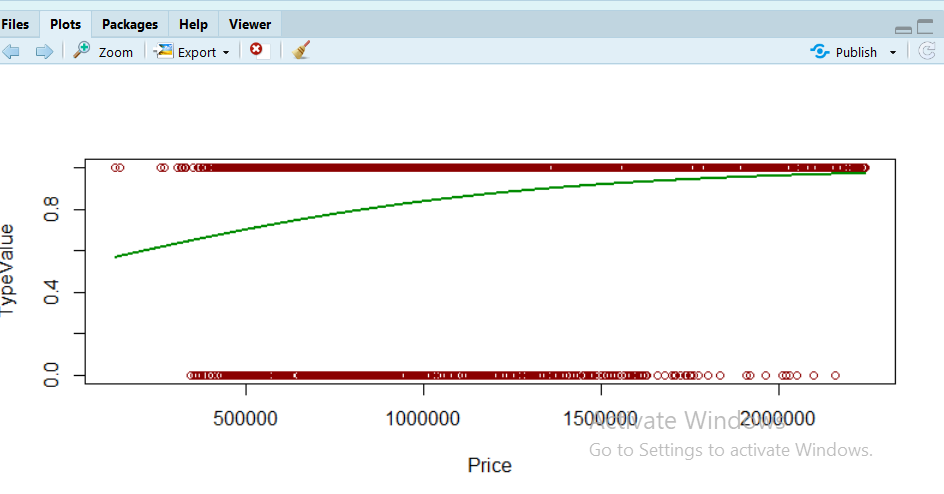 Files Plots Packages Help Viewer
Zoom Export Publish
TypeValue
0.8
0.4
0.0
500000 1000000 1500000 2000000
Activate Windows
Go to Settings to activate Windows.
Price